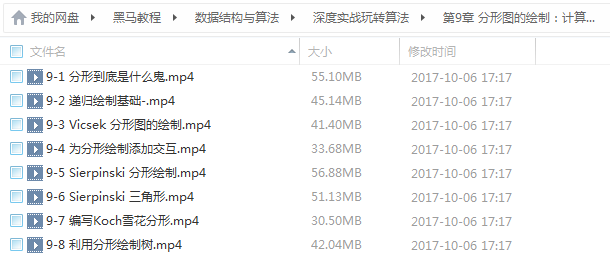 我的网盘 黑马教程 数据结构与算法 深度实战玩转算法 第9章 分形图的绘制：计算...
文件名 大小 修改时间
9-1 分形到底是什么鬼.mp4 55.10MB 2017-10-06 17:17
9-2 递归绘制基础-.mp4 45.14MB 2017-10-06 17:17
9-3 Vicsek 分形图的绘制.mp4 41.40MB 2017-10-06 17:17
9-4 为分形绘制添加交互.mp4 33.68MB 2017-10-06 17:17
9-5 Sierpinski 分形绘制.mp4 56.88MB 2017-10-06 17:17
9-6 Sierpinski 三角形.mp4 51.13MB 2017-10-06 17:17
9-7 编写Koch雪花分形.mp4 30.50MB 2017-10-06 17:17
9-8 利用分形绘制树.mp4 42.04MB 2017-10-06 17:17